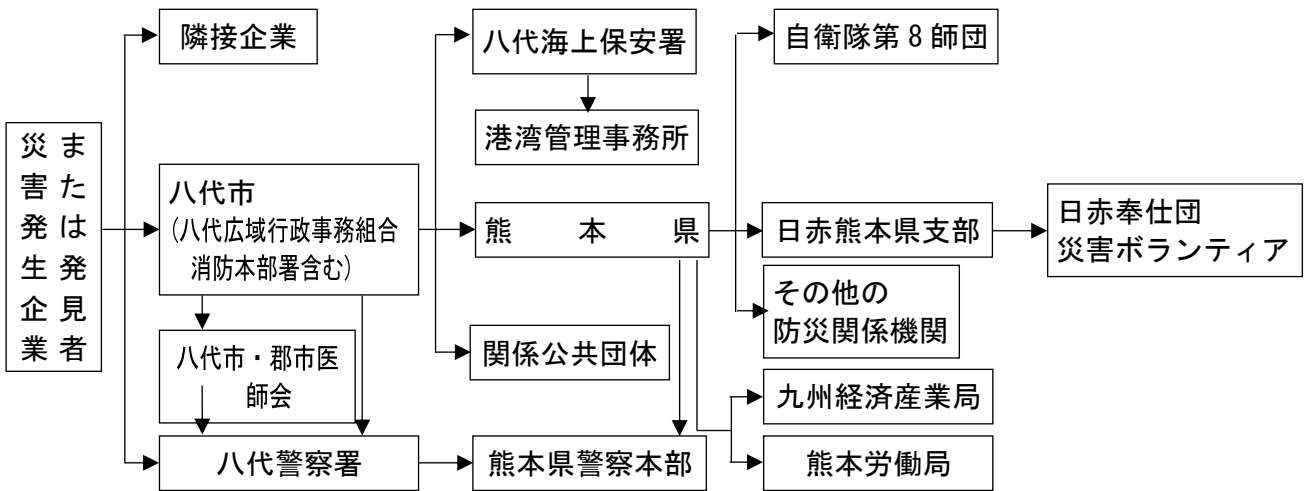 災害発生企業
または発見者
隣接企業
八代市
(八代広域行政事務組合
消防本部署含む)
八代市・郡市医
師会
八代警察署
八代海上保安署
港湾管理事務所
熊本県
関係公共団体
熊本県警察本部
自衛隊第8師団
日赤熊本県支部
その他の
防災関係機関
九州経済産業局
熊本労働局
日赤奉仕団
災害ボランティア